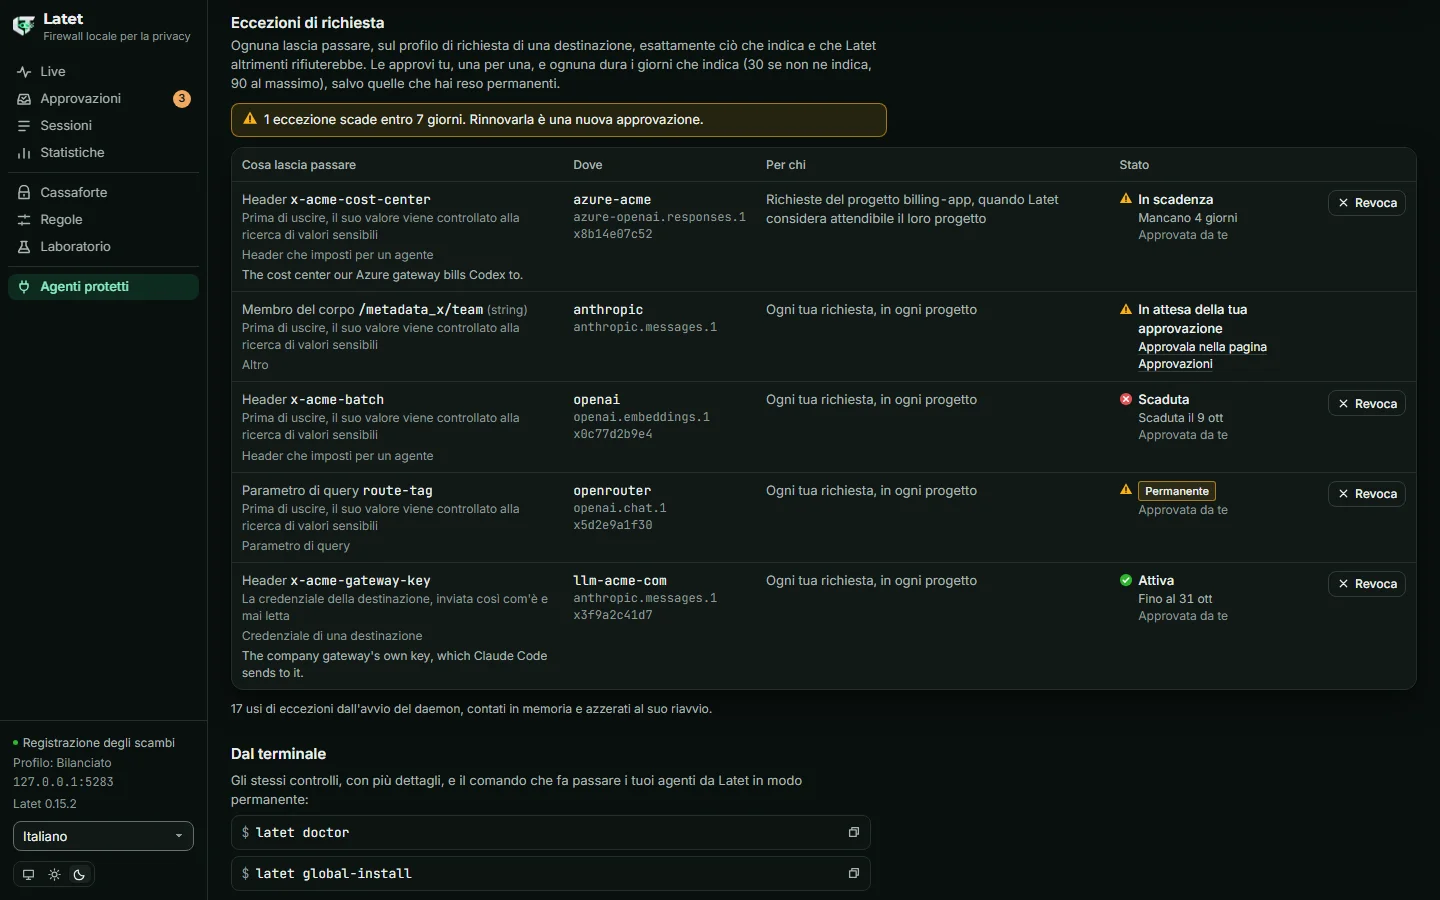 Latet
Firewall locale per la privacy
Live
Approvazioni 3
Sessioni
Statistiche
Cassaforte
Regole
Laboratorio
Agenti protetti
Registrazione degli scambi
Profilo: Bilanciato
127.0.0.1:5283
Latet 0.15.2
Italiano
Eccezioni di richiesta
Ognuna lascia passare, sul profilo di richiesta di una destinazione, esattamente ciò che indica e che Latet
altrimenti rifiuterebbe. Le approvi tu, una per una, e ognuna dura i giorni che indica (30 se non ne indica,
90 al massimo), salvo quelle che hai reso permanenti.
1 eccezione scade entro 7 giorni. Rinnovarla è una nuova approvazione.
Cosa lascia passare Dove Per chi Stato
Header x-acme-cost-center
Prima di uscire, il suo valore viene controllato alla
ricerca di valori sensibili
Header che imposti per un agente
The cost center our Azure gateway bills Codex to.
azure-acme
azure-openai.responses.1
x8b14e07c52
Richieste del progetto billing-app, quando Latet
considera attendibile il loro progetto
In scadenza
Mancano 4 giorni
Approvata da te
Revoca
Membro del corpo /metadata_x/team (string)
Prima di uscire, il suo valore viene controllato alla
ricerca di valori sensibili
Altro
anthropic
anthropic.messages.1
Ogni tua richiesta, in ogni progetto
In attesa della tua
approvazione
Approvala nella pagina
Approvazioni
Header x-acme-batch
Prima di uscire, il suo valore viene controllato alla
ricerca di valori sensibili
Header che imposti per un agente
openai
openai.embeddings.1
x0c77d2b9e4
Ogni tua richiesta, in ogni progetto
Scaduta
Scaduta il 9 ott
Approvata da te
Revoca
Parametro di query route-tag
Prima di uscire, il suo valore viene controllato alla
ricerca di valori sensibili
Parametro di query
openrouter
openai.chat.1
x5d2e9a1f30
Ogni tua richiesta, in ogni progetto
Permanente
Approvata da te
Revoca
Header x-acme-gateway-key
La credenziale della destinazione, inviata così com'è e
mai letta
Credenziale di una destinazione
The company gateway's own key, which Claude Code
sends to it.
llm-acme-com
anthropic.messages.1
x3f9a2c41d7
Ogni tua richiesta, in ogni progetto
Attiva
Fino al 31 ott
Approvata da te
Revoca
17 usi di eccezioni dall'avvio del daemon, contati in memoria e azzerati al suo riavvio.
Dal terminale
Gli stessi controlli, con più dettagli, e il comando che fa passare i tuoi agenti da Latet in modo
permanente:
$ latet doctor
$ latet global-install